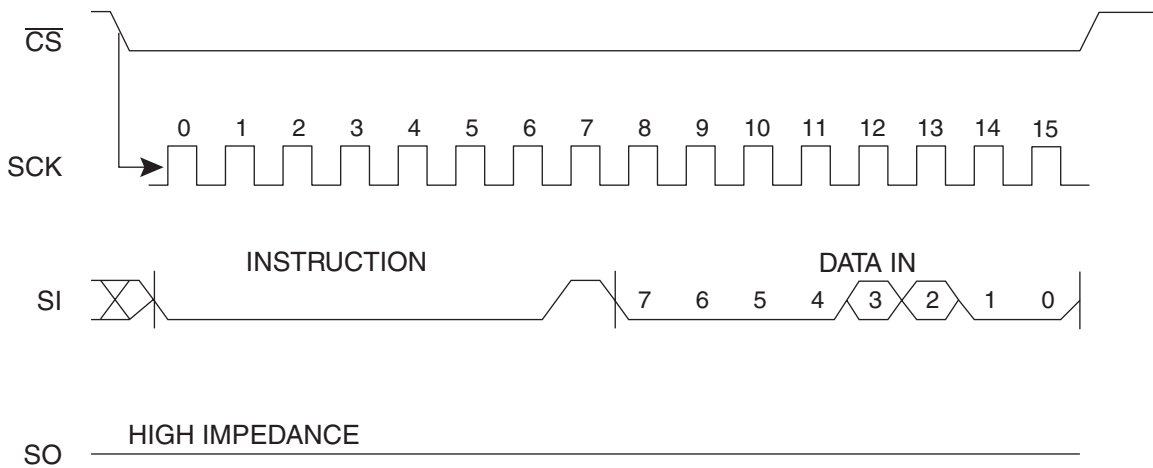 CS
0 1 2 3 4 5 6 7 8 9 10 11 12 13 14 15
SCK
INSTRUCTION DATA IN
SI 7 6 5 4 3 2 1 0
HIGH IMPEDANCE
SO